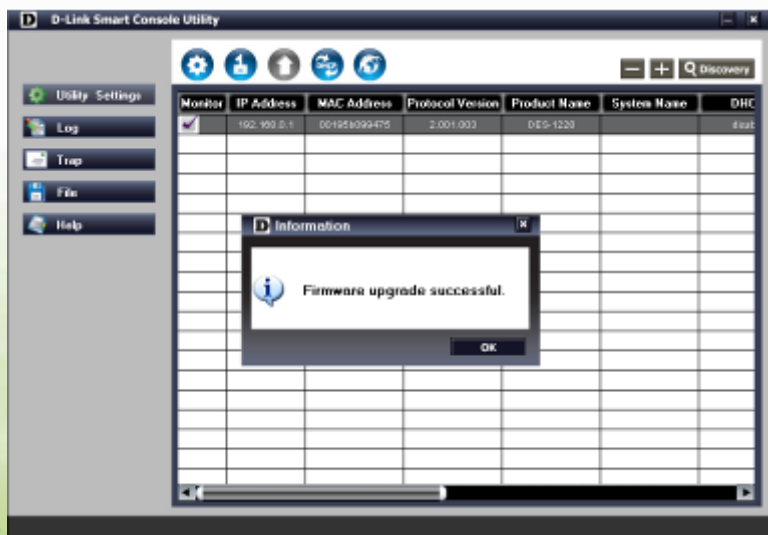 D-Link Smart Console Utility
Discovery
Utility Settings
Log
Trap
File
Help
Monitor IP Address MAC Address Protocol Version Product Name System Name DHC
192.168.0.1 2.001.003 DES-1228
Information
Firmware upgrade successful.
OK